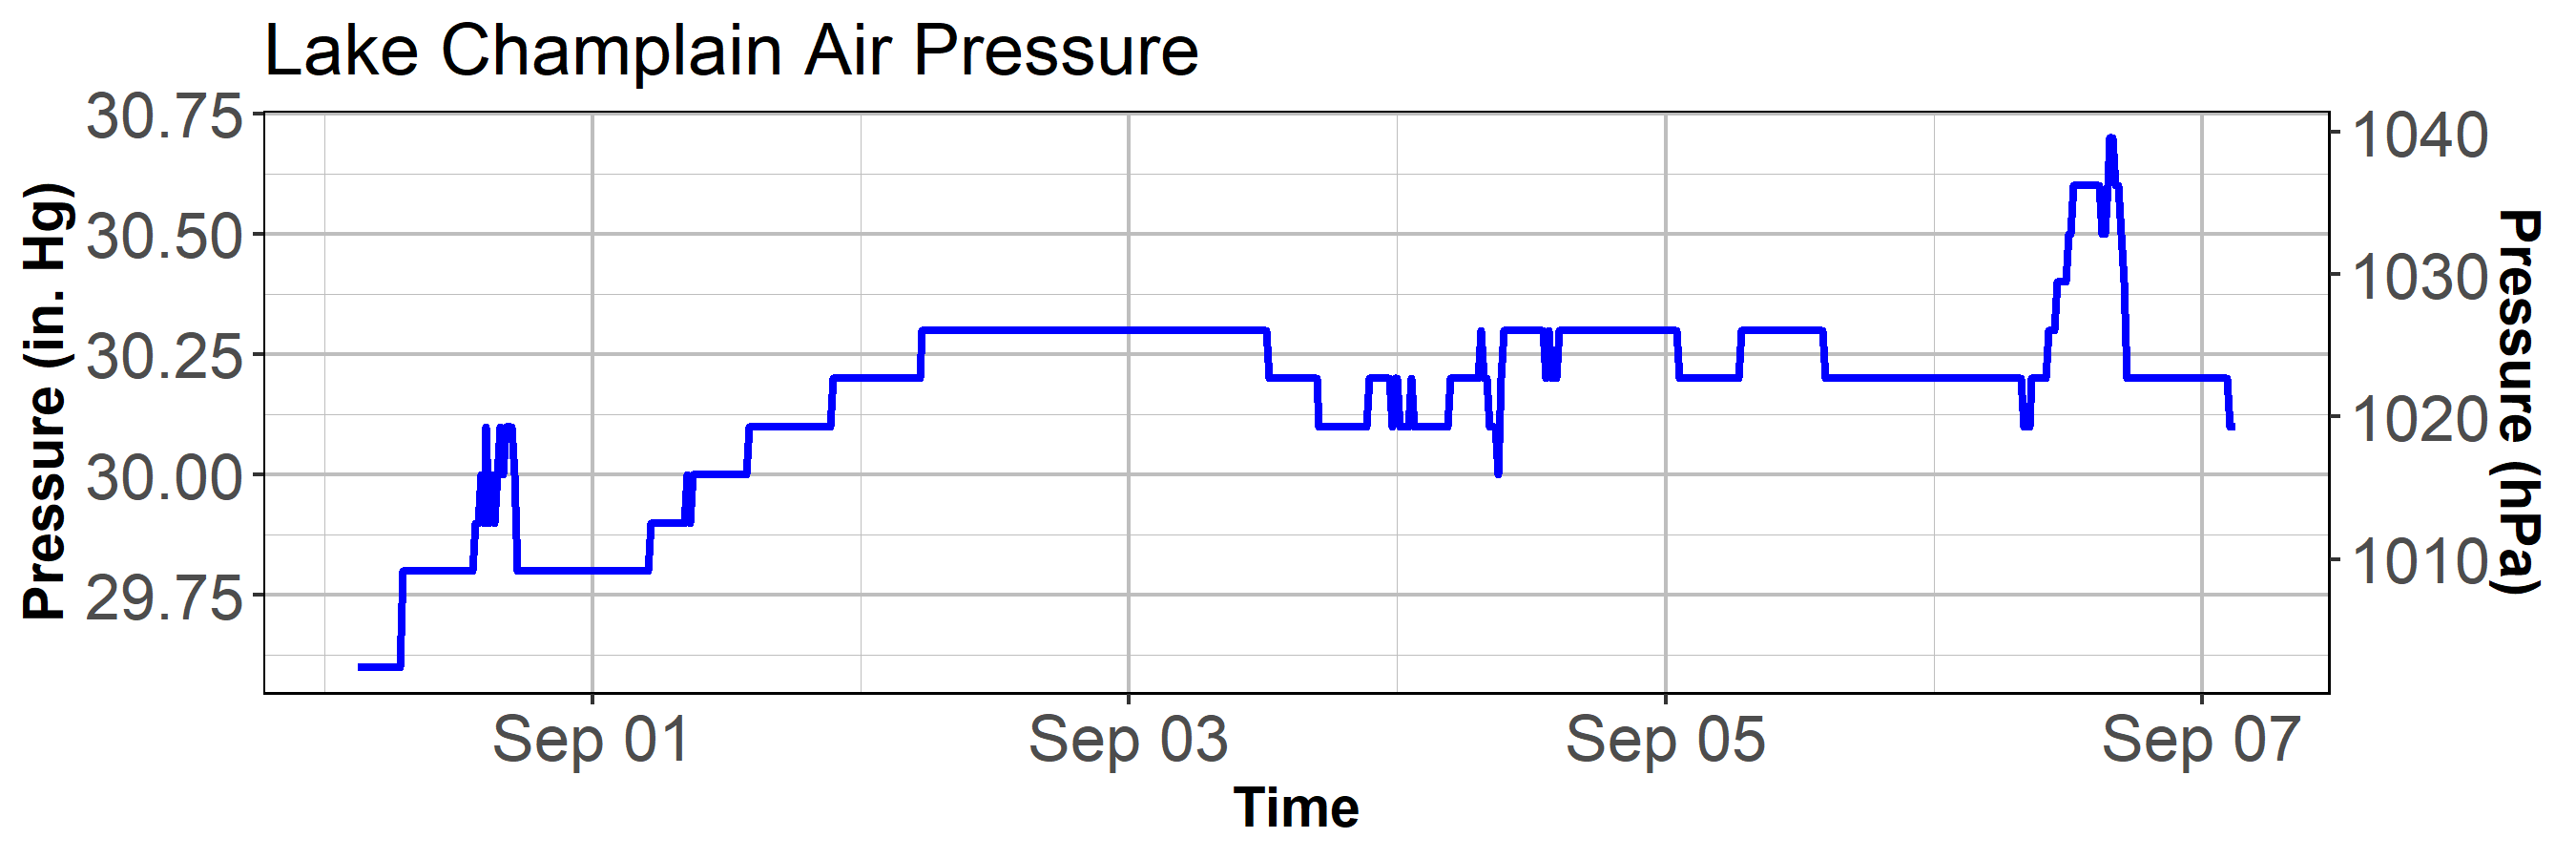 Lake Champlain Air Pressure
30.75
30.50
30.25
30.00
29.75
Pressure (in. Hg)
1040
1030
1020
1010
Pressure (hPa)
Sep 01 Sep 03 Sep 05 Sep 07
Time